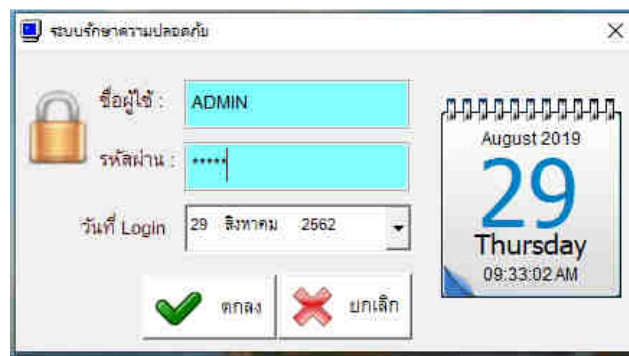 ระบบรักษาความปลอดภัย
ชื่อผู้ใช้ :
ADMIN
รหัสผ่าน :
*****
วันที่ Login
29 สิงหาคม 2562
August 2019
29
Thursday
09:33:02 AM
ตกลง
ยกเลิก